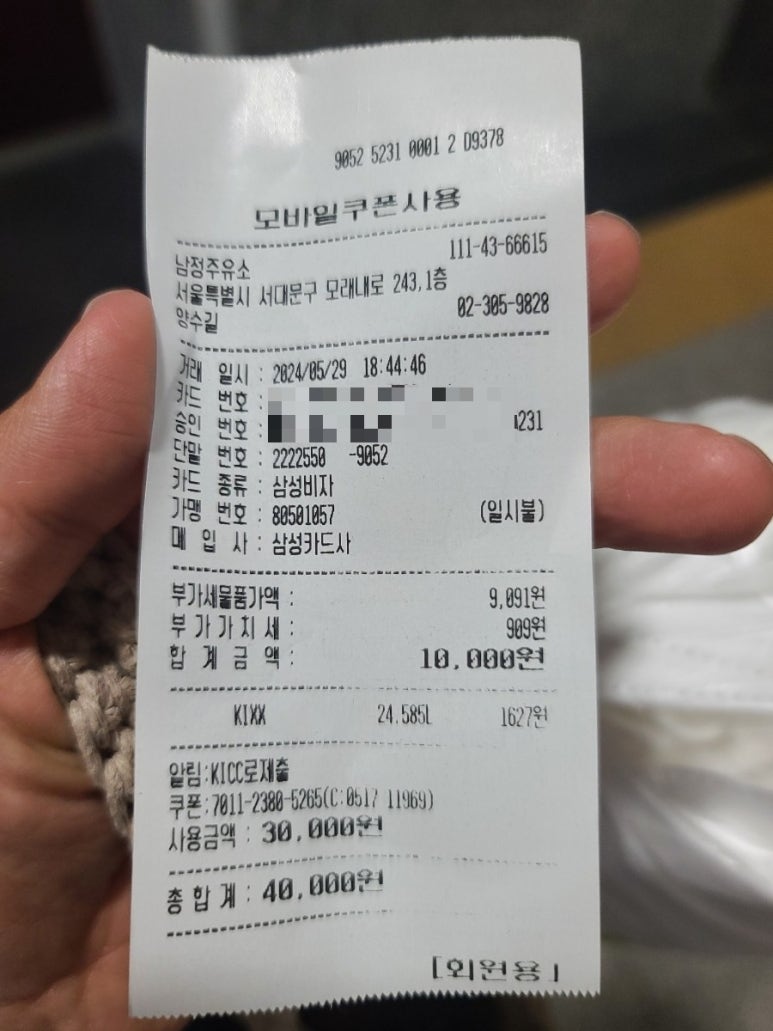 9052 5231 0001 2 D9378
모바일쿠폰사용
남정주유소 111-43-66615
서울특별시 서대문구 모래내로 243,1층
양수길 02-305-9828
거래 일시 : 2024/05/29 18:44:46
카드 번호 :
승인 번호 : 231
단말 번호 : 2222550 -9052
카드 종류 : 삼성비자
가맹 번호 : 80501057 (일시불)
매 입 사 : 삼성카드사
부가세물품가액 : 9,091원
부 가 가 치 세 : 909원
합 계 금 액 : 10,000원
KIXX 24.585L 1627원
알림:KICC로제출
쿠폰:7011-2380-5265(C:0517 11969)
사용금액 : 30,000원
총 합 계 : 40,000원
[회원용]